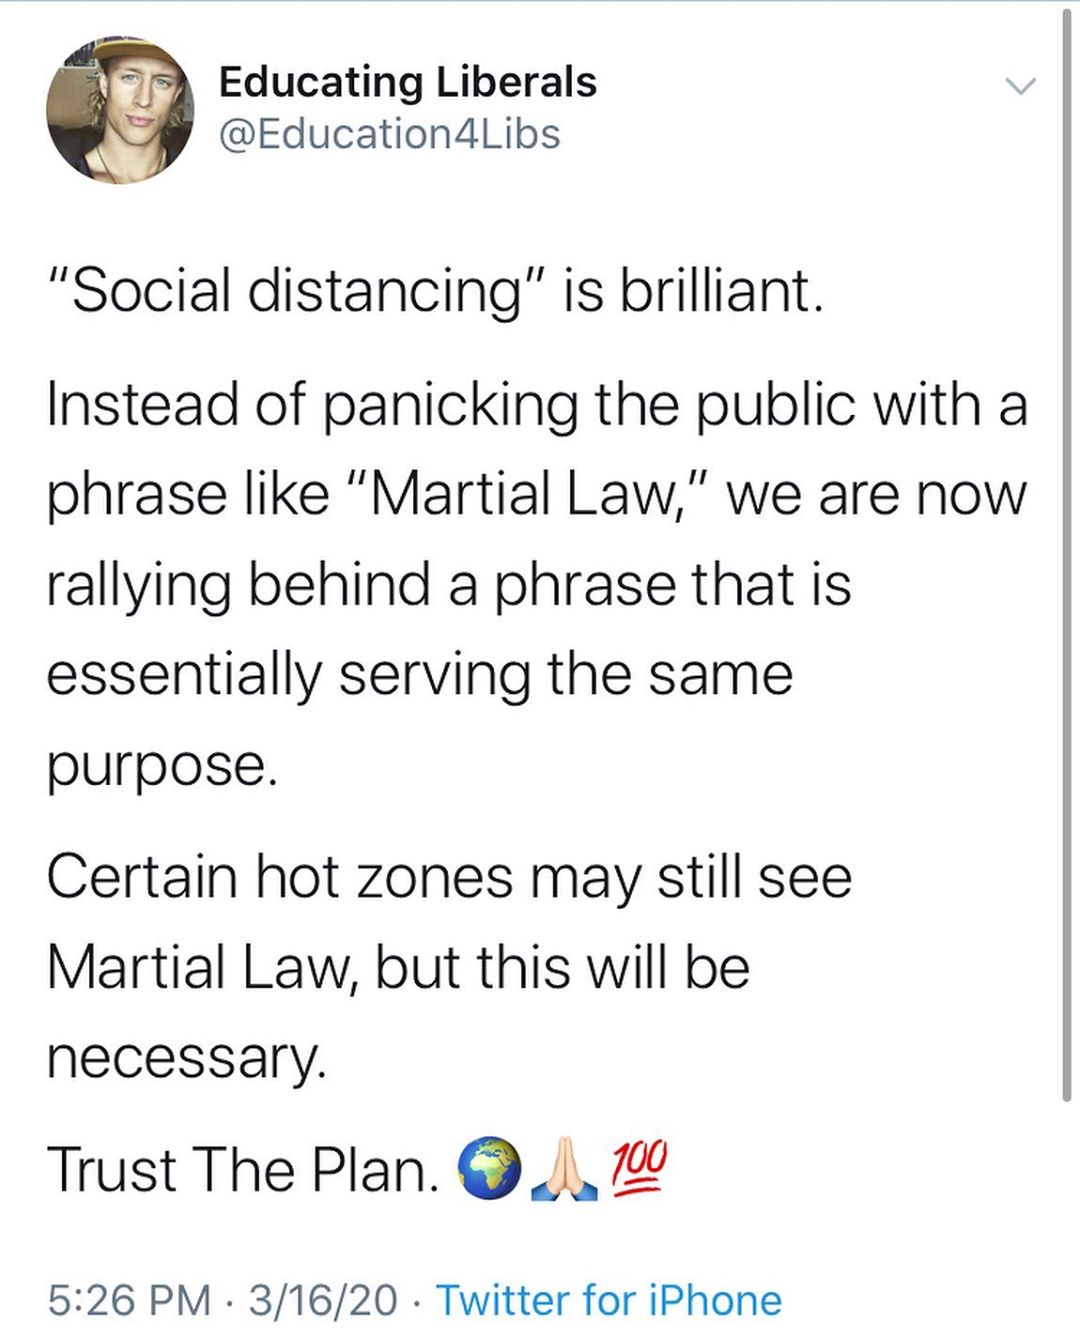 Educating Liberals
@Education4Libs
"Social distancing" is brilliant.
Instead of panicking the public with a
phrase like "Martial Law," we are now
rallying behind a phrase that is
essentially serving the same
purpose.
Certain hot zones may still see
Martial Law, but this will be
necessary.
Trust The Plan. 🌍🙏🏼💯
5:26 PM · 3/16/20 · Twitter for iPhone